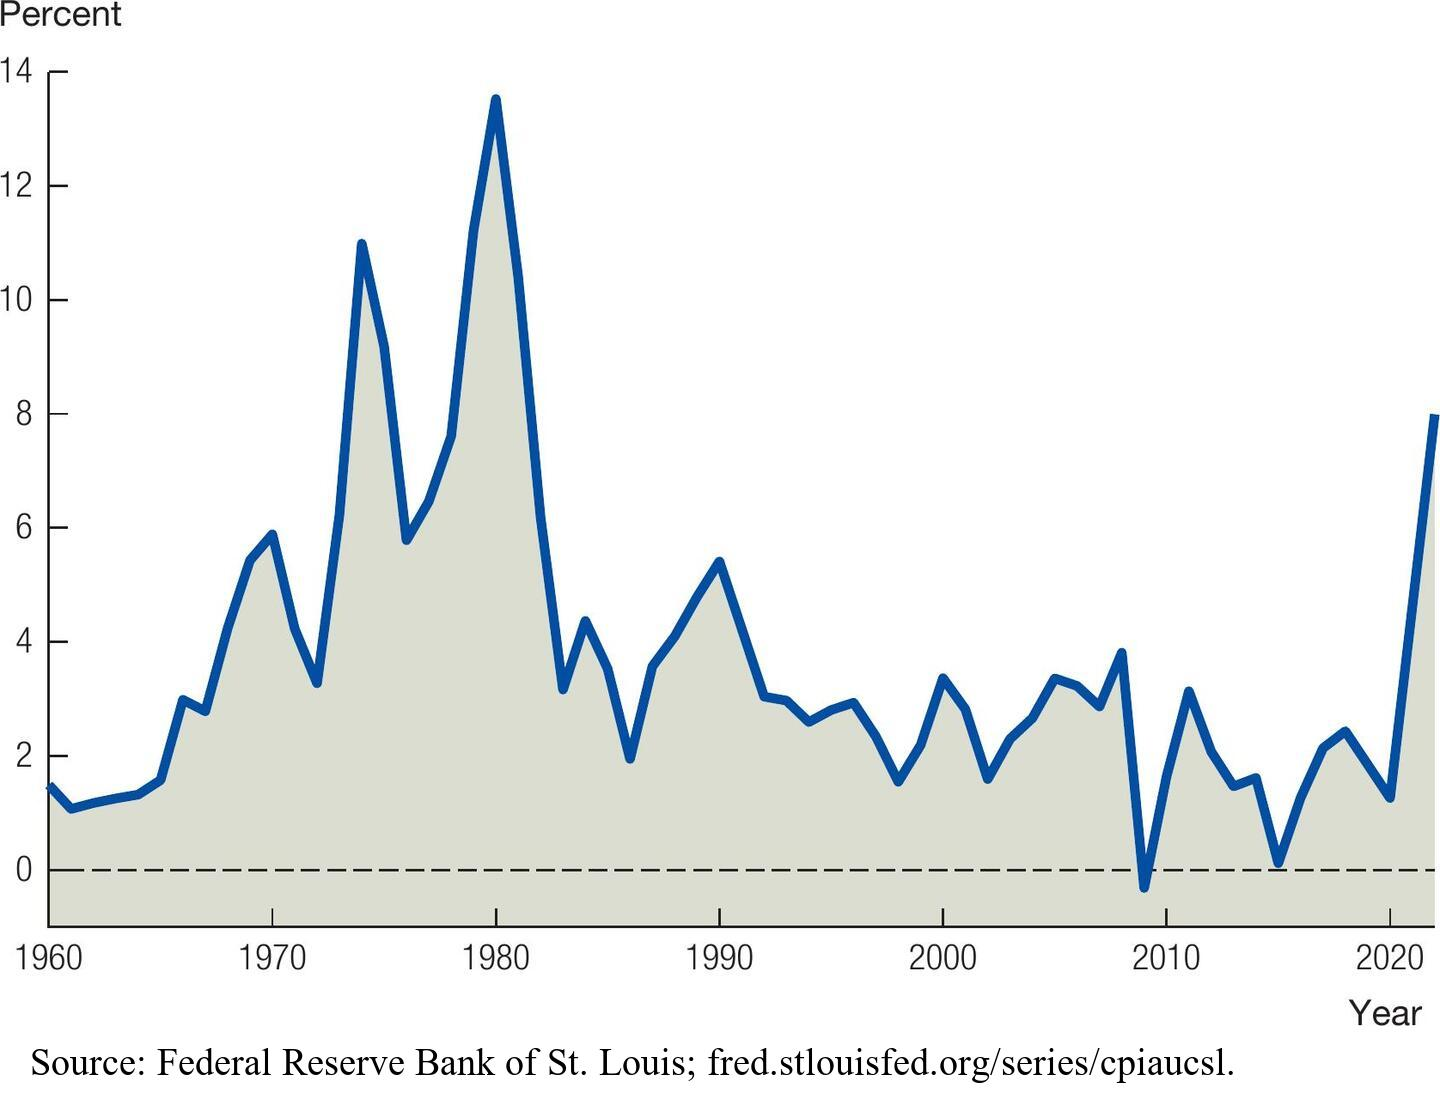 Percent
14
12
10
8
6
4
2
0
1960 1970 1980 1990 2000 2010 2020
Year
Source: Federal Reserve Bank of St. Louis; fred.stlouisfed.org/series/cpiaucsl.